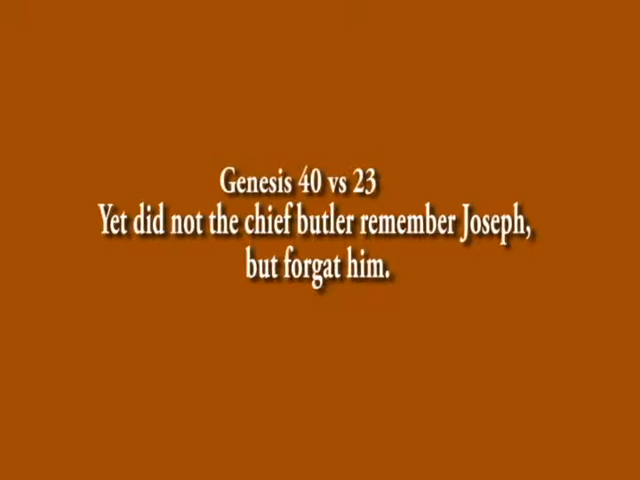 Genesis 40 vs 23
Yet did not the chief butler remember Joseph,
but forgat him.